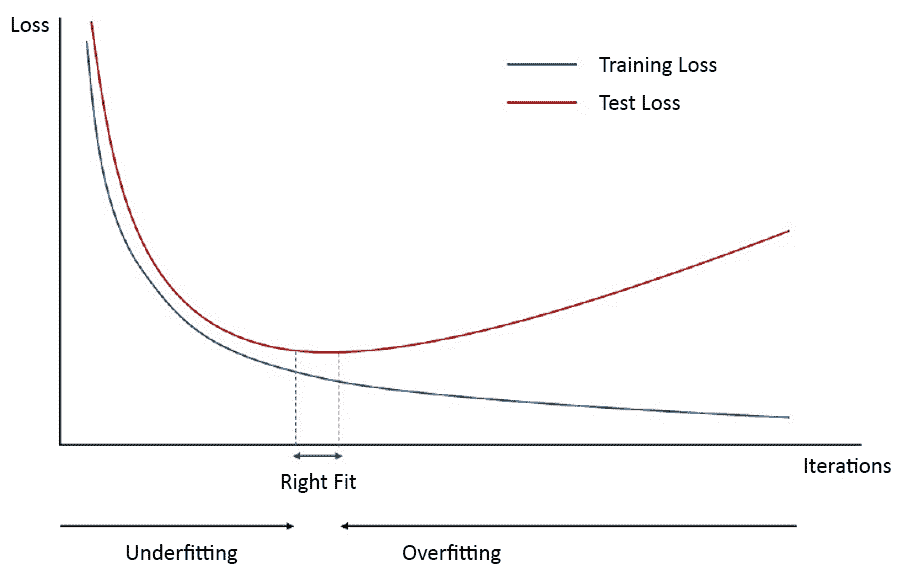 Loss
Training Loss
Test Loss
Iterations
Right Fit
Underfitting
Overfitting